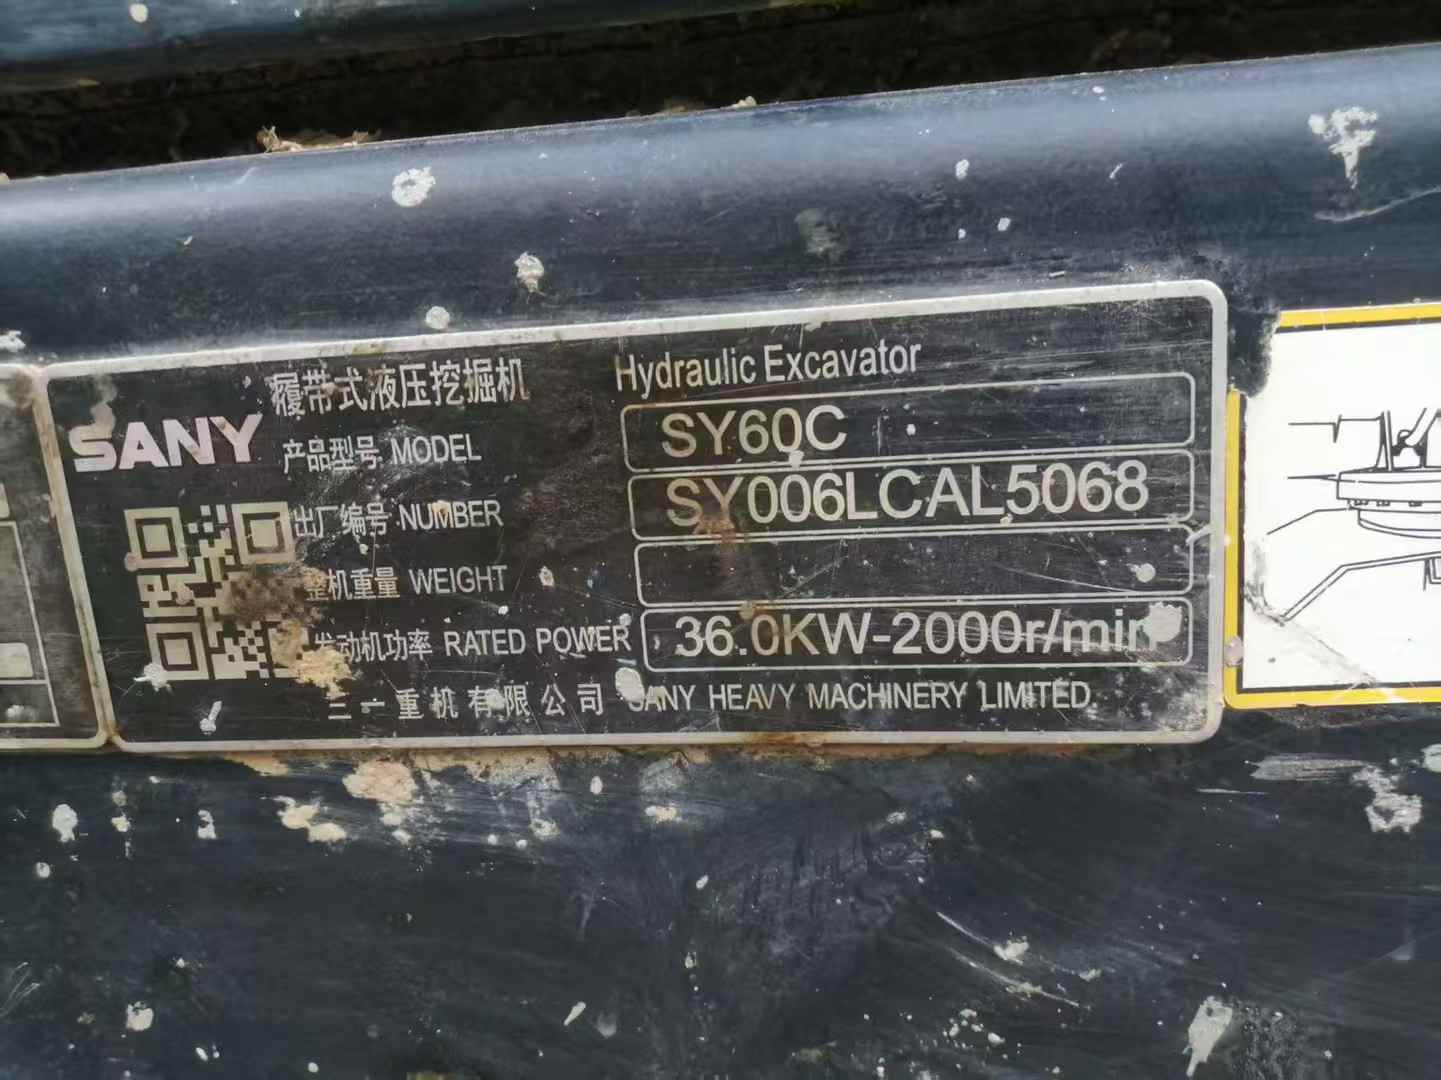 履带式液压挖掘机 Hydraulic Excavator
SANY
产品型号 MODEL SY60C
出厂编号 NUMBER SY006LCAL5068
整机重量 WEIGHT
发动机功率 RATED POWER 36.0KW-2000r/min
三一重机有限公司 SANY HEAVY MACHINERY LIMITED.